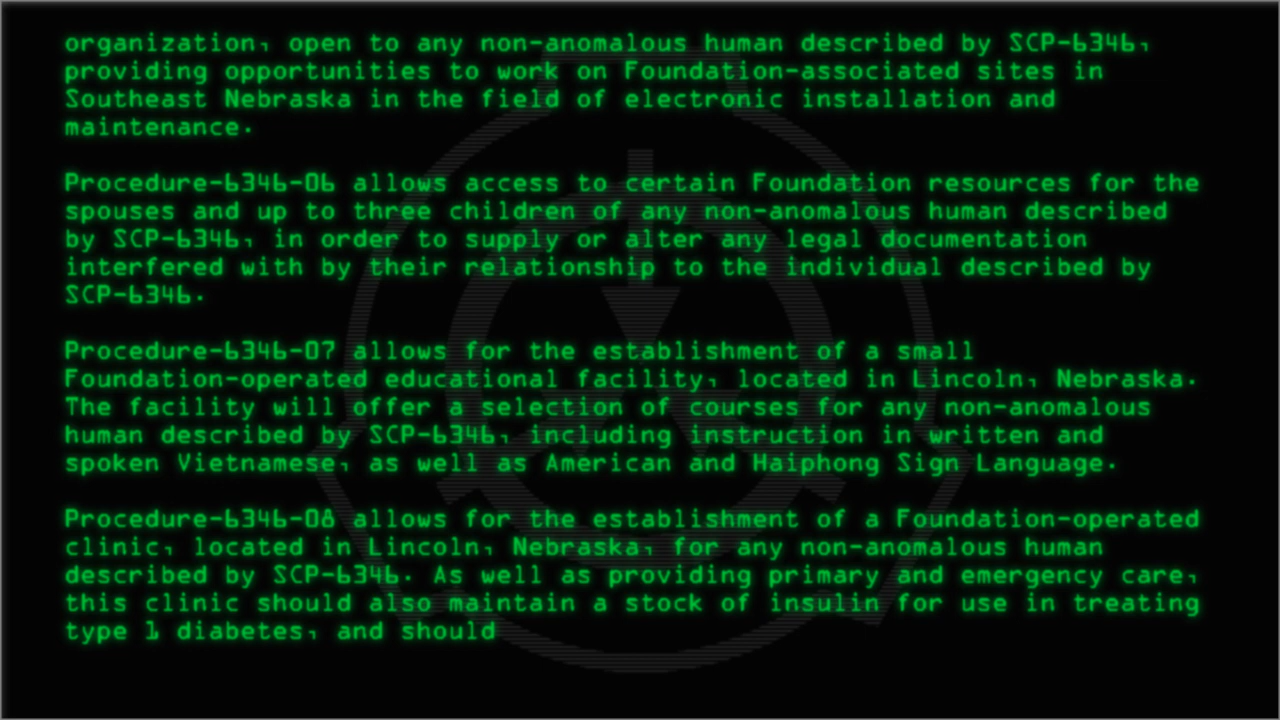 organization, open to any non-anomalous human described by SCP-6346,
providing opportunities to work on Foundation-associated sites in
Southeast Nebraska in the field of electronic installation and
maintenance.
Procedure-6346-06 allows access to certain Foundation resources for the
spouses and up to three children of any non-anomalous human described
by SCP-6346, in order to supply or alter any legal documentation
interfered with by their relationship to the individual described by
SCP-6346.
Procedure-6346-07 allows for the establishment of a small
Foundation-operated educational facility, located in Lincoln, Nebraska.
The facility will offer a selection of courses for any non-anomalous
human described by SCP-6346, including instruction in written and
spoken Vietnamese, as well as American and Haiphong Sign Language.
Procedure-6346-08 allows for the establishment of a Foundation-operated
clinic, located in Lincoln, Nebraska, for any non-anomalous human
described by SCP-6346. As well as providing primary and emergency care,
this clinic should also maintain a stock of insulin for use in treating
type 1 diabetes, and should